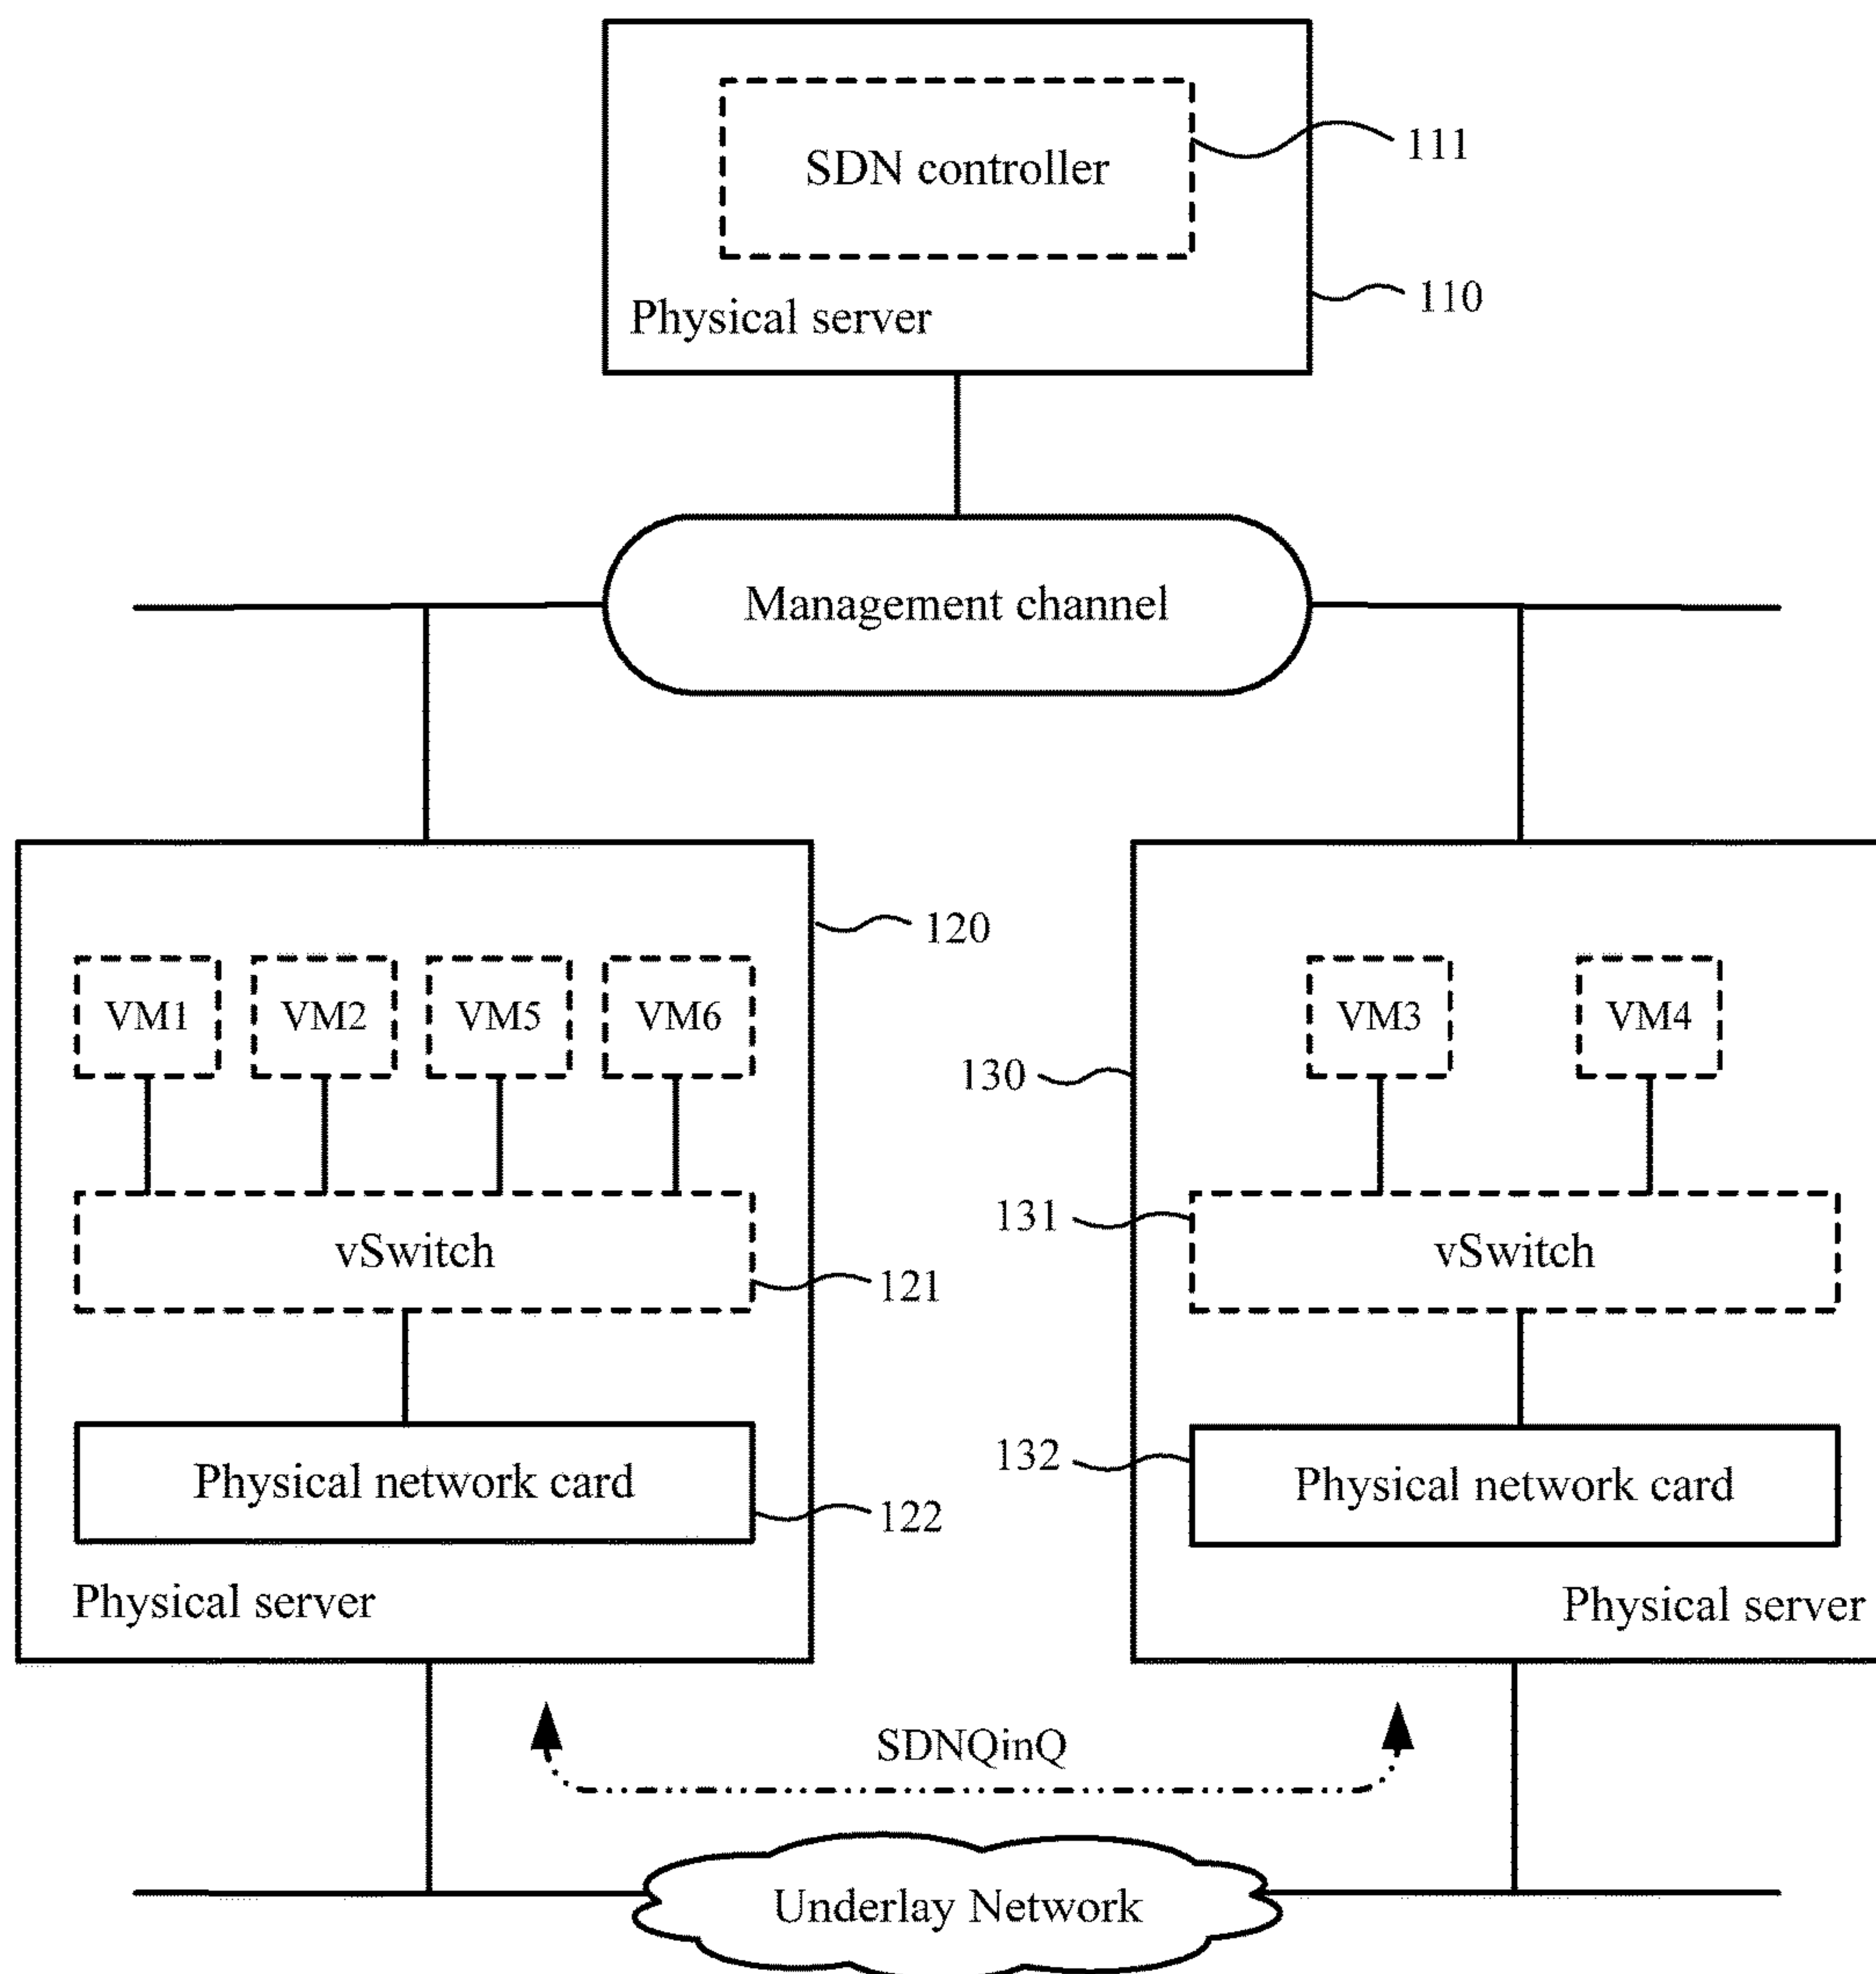 SDN controller
111
Physical server
110
Management channel
120
VM1
VM2
VM5
VM6
VM3
VM4
130
vSwitch
121
131
vSwitch
Physical network card
122
132
Physical network card
Physical server
Physical server
SDNQinQ
Underlay Network